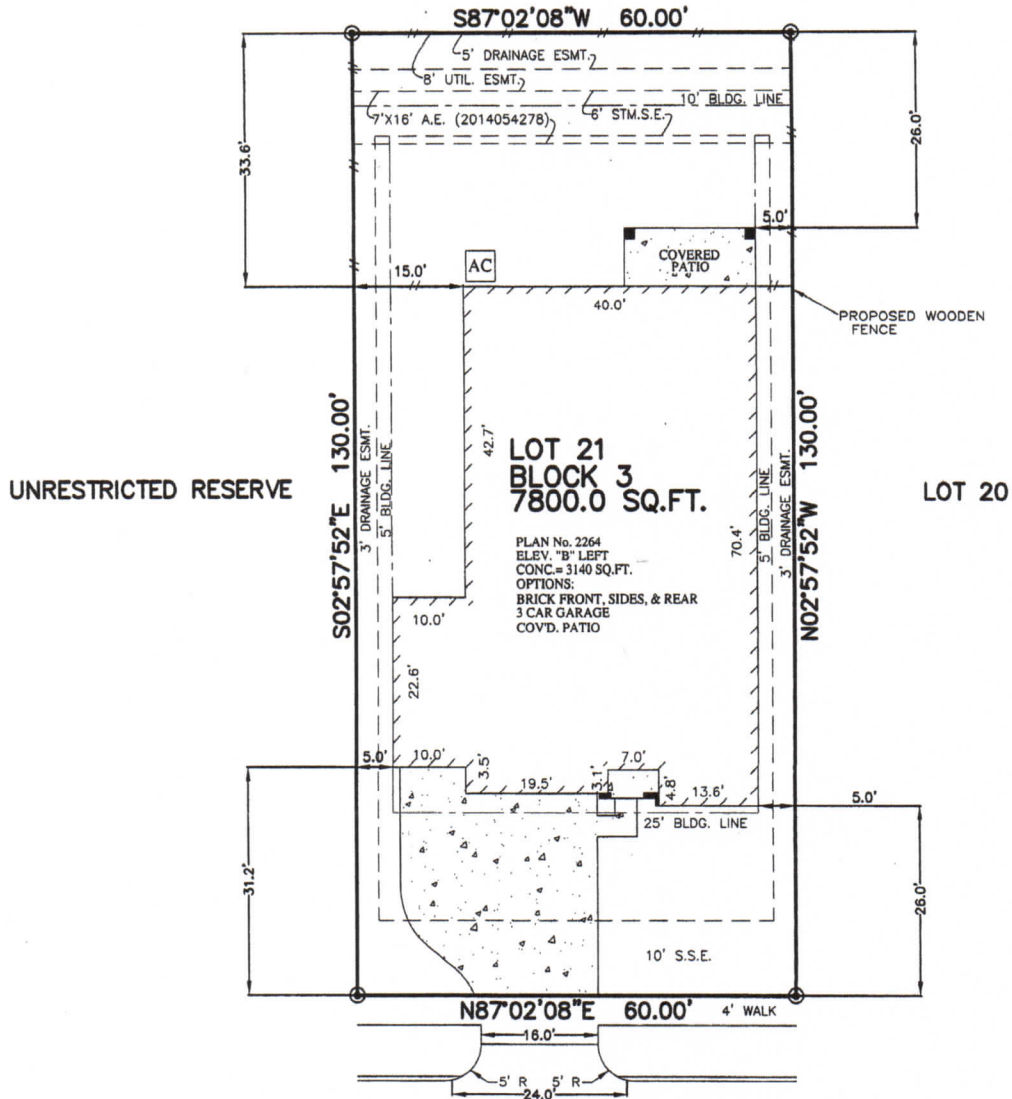 S87°02'08"W 60.00'
5' DRAINAGE ESMT.
8' UTIL. ESMT.
10' BLDG. LINE
7'X16' A.E. (2014054278)
6' STM.S.E.
33.6'
26.0'
5.0'
AC
COVERED
PATIO
15.0'
40.0'
PROPOSED WOODEN
FENCE
S02°57'52"E 130.00'
3' DRAINAGE ESMT.
5' BLDG. LINE
42.7'
LOT 21
BLOCK 3
7800.0 SQ.FT.
UNRESTRICTED RESERVE
LOT 20
PLAN No. 2264
ELEV. "B" LEFT
CONC.= 3140 SQ.FT.
OPTIONS:
BRICK FRONT, SIDES, & REAR
3 CAR GARAGE
COV'D. PATIO
70.4'
5' BLDG. LINE
3' DRAINAGE ESMT.
N02°57'52"W 130.00'
10.0'
22.6'
5.0'
10.0'
3.5'
19.5'
3.1'
7.0'
4.8'
13.6'
5.0'
25' BLDG. LINE
31.2'
26.0'
10' S.S.E.
N87°02'08"E 60.00'
4' WALK
16.0'
5' R
5' R
24.0'